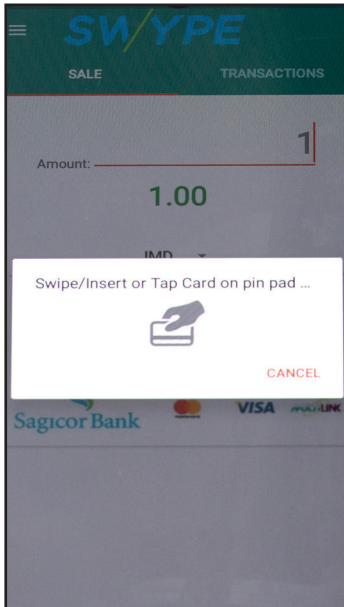 SWYPE
SALE TRANSACTIONS
1
Amount:
1.00
Swipe/Insert or Tap Card on pin pad ...
CANCEL
Sagicor Bank VISA